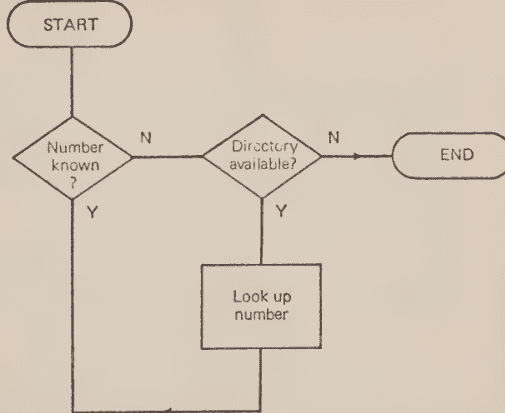 START
Number
known
?
N
Directory
available?
N
END
Y
Y
Look up
number